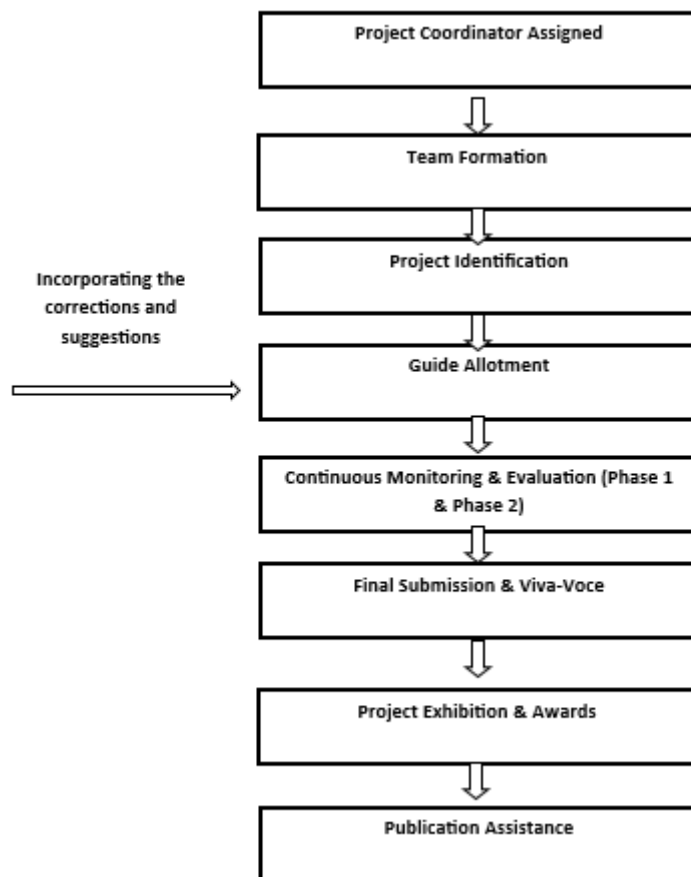 Project Coordinator Assigned
Team Formation
Project Identification
Incorporating the
corrections and
suggestions
Guide Allotment
Continuous Monitoring & Evaluation (Phase 1
& Phase 2)
Final Submission & Viva-Voce
Project Exhibition & Awards
Publication Assistance